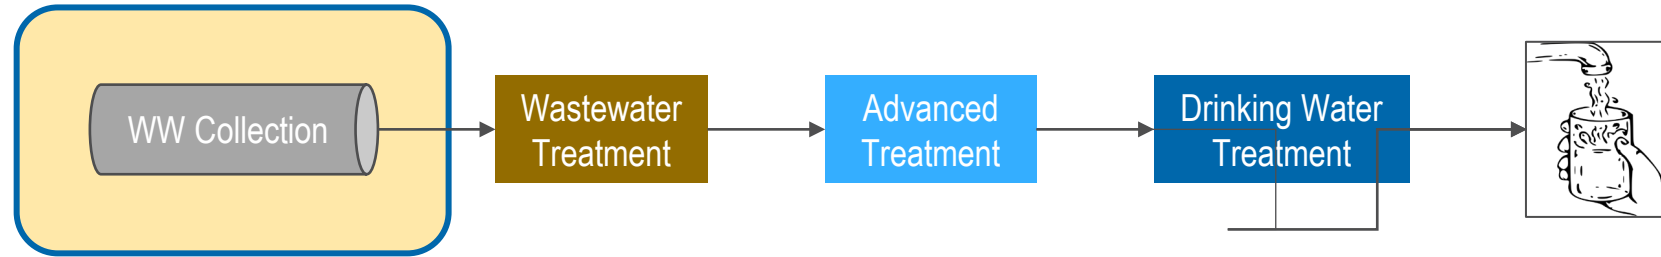 WW Collection
Wastewater
Treatment
Advanced
Treatment
Drinking Water
Treatment